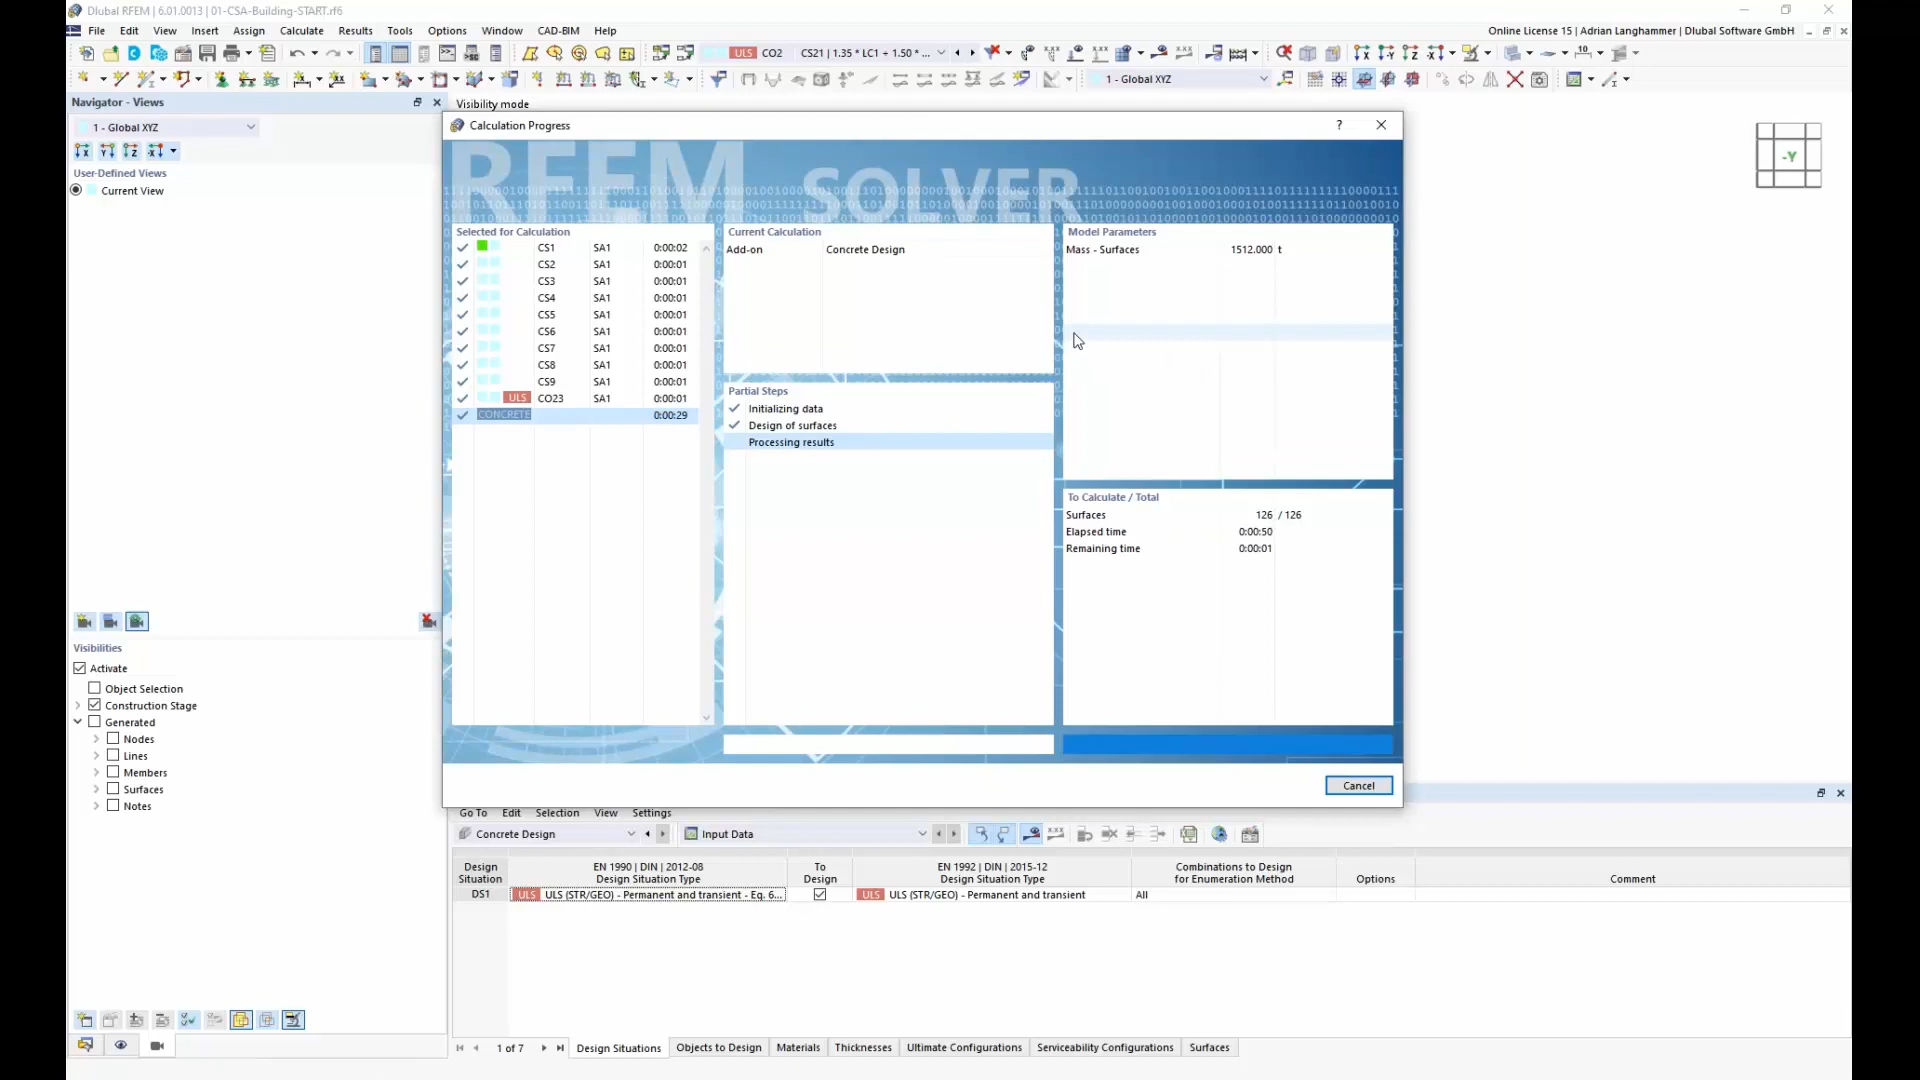 Dlubal RFEM | 6.01.0013 | 01-CSA-Building-START.rf6
File Edit View Insert Assign Calculate Results Tools Options Window CAD-BIM Help
Online License 15 | Adrian Langhammer | Dlubal Software GmbH
ULS CO2 CS21 | 1.35 * LC1 + 1.50 * ...
1 - Global XYZ
Navigator - Views
1 - Global XYZ
User-Defined Views
Current View
Visibility mode
Calculation Progress
RFEM SOLVER
Selected for Calculation
CS1 SA1 0:00:02
CS2 SA1 0:00:01
CS3 SA1 0:00:01
CS4 SA1 0:00:01
CS5 SA1 0:00:01
CS6 SA1 0:00:01
CS7 SA1 0:00:01
CS8 SA1 0:00:01
CS9 SA1 0:00:01
ULS CO23 SA1 0:00:01
CONCRETE 0:00:29
Current Calculation
Add-on Concrete Design
Partial Steps
Initializing data
Design of surfaces
Processing results
Model Parameters
Mass - Surfaces 1512.000 t
To Calculate / Total
Surfaces 126 / 126
Elapsed time 0:00:50
Remaining time 0:00:01
Cancel
-Y
Visibilities
Activate
Object Selection
Construction Stage
Generated
Nodes
Lines
Members
Surfaces
Notes
Go To Edit Selection View Settings
Concrete Design
Input Data
Design Situation
EN 1990 | DIN | 2012-08 Design Situation Type
To Design
EN 1992 | DIN | 2015-12 Design Situation Type
Combinations to Design for Enumeration Method
Options
Comment
DS1 ULS ULS (STR/GEO) - Permanent and transient - Eq. 6... ULS ULS (STR/GEO) - Permanent and transient All
1 of 7
Design Situations Objects to Design Materials Thicknesses Ultimate Configurations Serviceability Configurations Surfaces